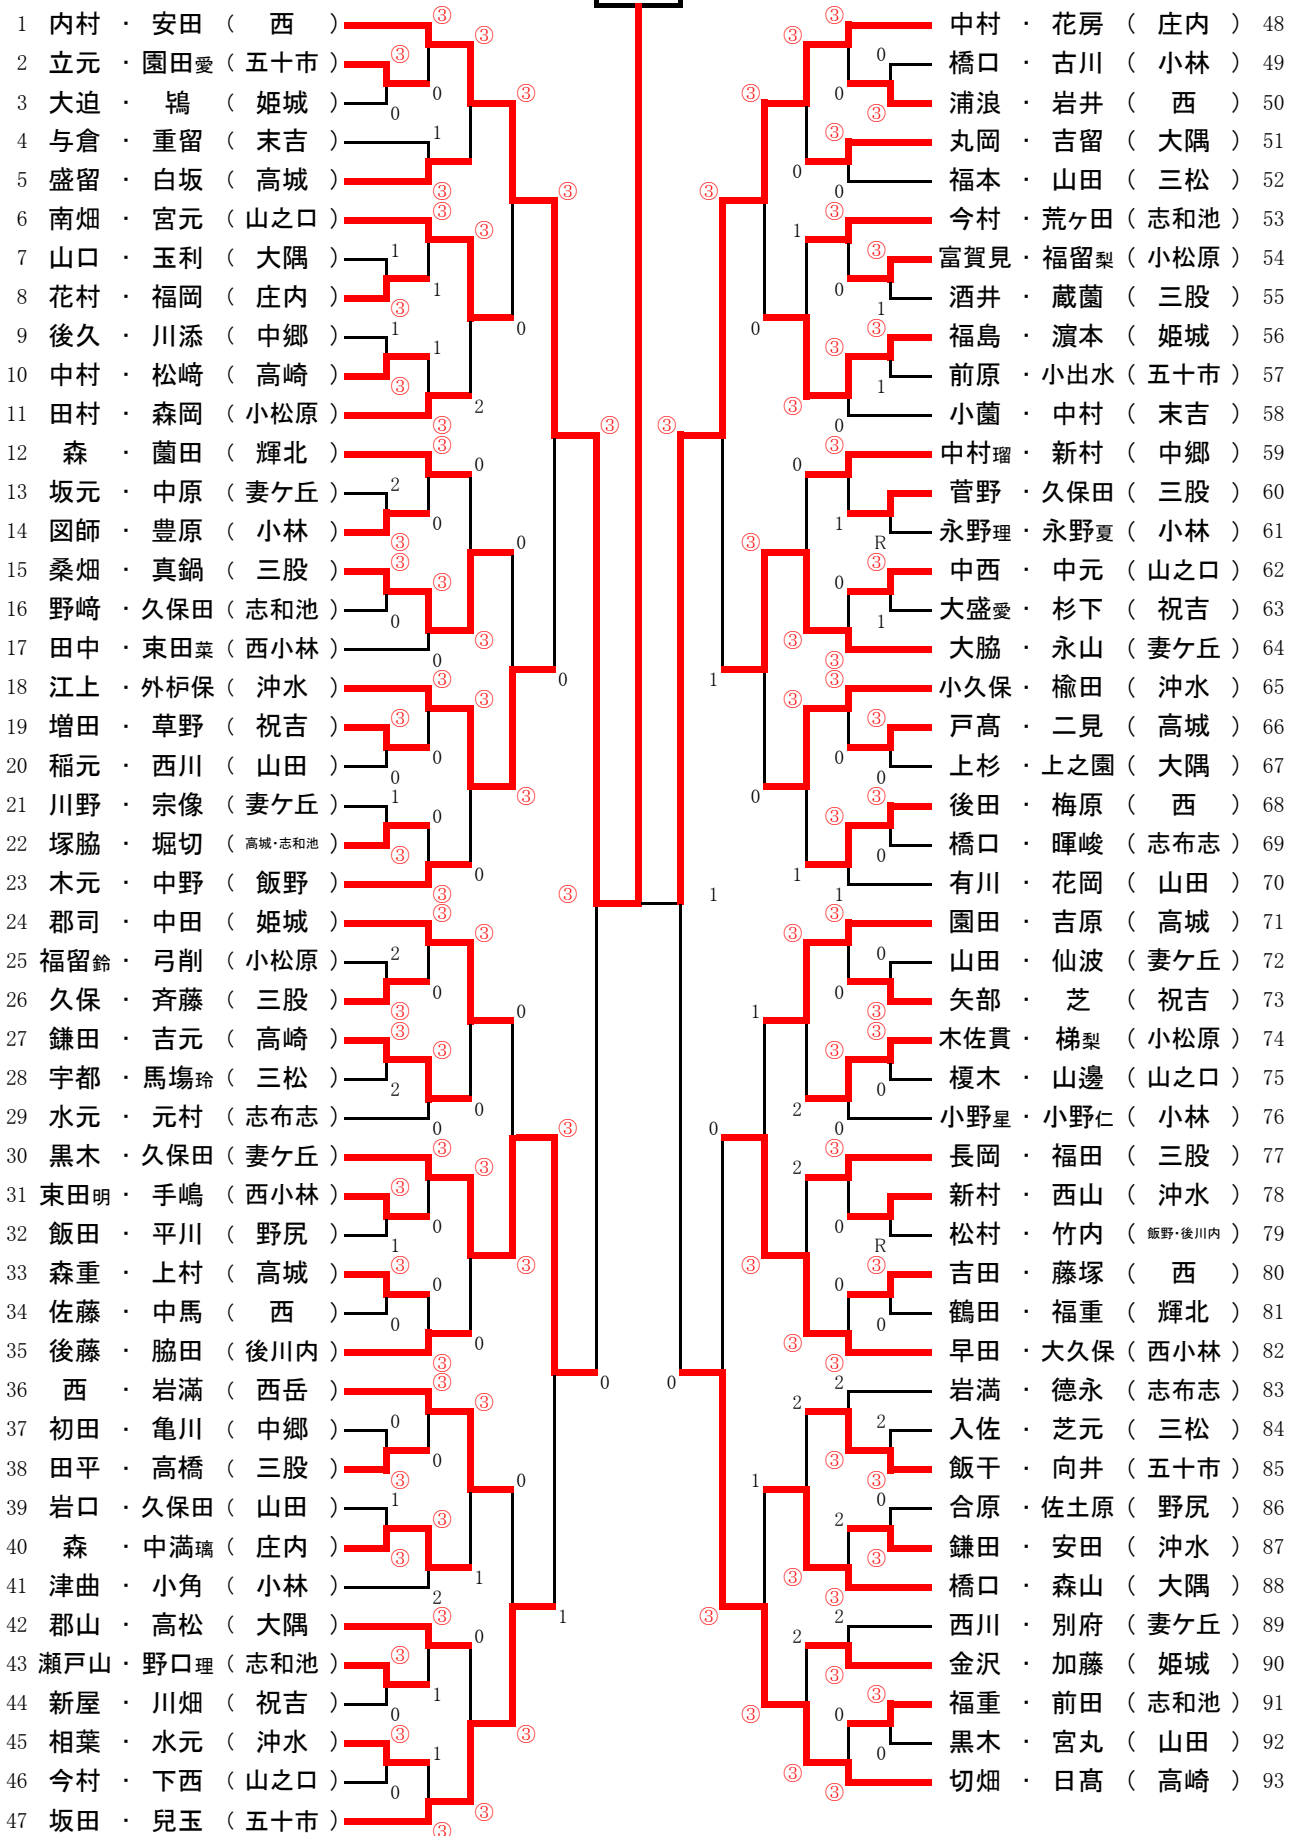 1 内村 ・ 安田 （ 西 ）
2 立元 ・ 園田愛 （ 五十市 ）
3 大迫 ・ 鴇 （ 姫城 ）
4 与倉 ・ 重留 （ 末吉 ）
5 盛留 ・ 白坂 （ 高城 ）
6 南畑 ・ 宮元 （ 山之口 ）
7 山口 ・ 玉利 （ 大隅 ）
8 花村 ・ 福岡 （ 庄内 ）
9 後久 ・ 川添 （ 中郷 ）
10 中村 ・ 松﨑 （ 高崎 ）
11 田村 ・ 森岡 （ 小松原 ）
12 森 ・ 薗田 （ 輝北 ）
13 坂元 ・ 中原 （ 妻ケ丘 ）
14 図師 ・ 豊原 （ 小林 ）
15 桑畑 ・ 真鍋 （ 三股 ）
16 野﨑 ・ 久保田 （ 志和池 ）
17 田中 ・ 束田菜 （ 西小林 ）
18 江上 ・ 外枦保 （ 沖水 ）
19 増田 ・ 草野 （ 祝吉 ）
20 稲元 ・ 西川 （ 山田 ）
21 川野 ・ 宗像 （ 妻ケ丘 ）
22 塚脇 ・ 堀切 （ 高城・志和池 ）
23 木元 ・ 中野 （ 飯野 ）
24 郡司 ・ 中田 （ 姫城 ）
25 福留鈴 ・ 弓削 （ 小松原 ）
26 久保 ・ 斉藤 （ 三股 ）
27 鎌田 ・ 吉元 （ 高崎 ）
28 宇都 ・ 馬塲玲 （ 三松 ）
29 水元 ・ 元村 （ 志布志 ）
30 黒木 ・ 久保田 （ 妻ケ丘 ）
31 束田明 ・ 手嶋 （ 西小林 ）
32 飯田 ・ 平川 （ 野尻 ）
33 森重 ・ 上村 （ 高城 ）
34 佐藤 ・ 中馬 （ 西 ）
35 後藤 ・ 脇田 （ 後川内 ）
36 西 ・ 岩滿 （ 西岳 ）
37 初田 ・ 亀川 （ 中郷 ）
38 田平 ・ 高橋 （ 三股 ）
39 岩口 ・ 久保田 （ 山田 ）
40 森 ・ 中満璃 （ 庄内 ）
41 津曲 ・ 小角 （ 小林 ）
42 郡山 ・ 高松 （ 大隅 ）
43 瀬戸山 ・ 野口理 （ 志和池 ）
44 新屋 ・ 川畑 （ 祝吉 ）
45 相葉 ・ 水元 （ 沖水 ）
46 今村 ・ 下西 （ 山之口 ）
47 坂田 ・ 兒玉 （ 五十市 ）
中村 ・ 花房 （ 庄内 ） 48
橋口 ・ 古川 （ 小林 ） 49
浦浪 ・ 岩井 （ 西 ） 50
丸岡 ・ 吉留 （ 大隅 ） 51
福本 ・ 山田 （ 三松 ） 52
今村 ・ 荒ヶ田 （ 志和池 ） 53
富賀見 ・ 福留梨 （ 小松原 ） 54
酒井 ・ 蔵薗 （ 三股 ） 55
福島 ・ 濵本 （ 姫城 ） 56
前原 ・ 小出水 （ 五十市 ） 57
小薗 ・ 中村 （ 末吉 ） 58
中村瑠 ・ 新村 （ 中郷 ） 59
菅野 ・ 久保田 （ 三股 ） 60
永野理 ・ 永野夏 （ 小林 ） 61
中西 ・ 中元 （ 山之口 ） 62
大盛愛 ・ 杉下 （ 祝吉 ） 63
大脇 ・ 永山 （ 妻ケ丘 ） 64
小久保 ・ 楡田 （ 沖水 ） 65
戸髙 ・ 二見 （ 高城 ） 66
上杉 ・ 上之園 （ 大隅 ） 67
後田 ・ 梅原 （ 西 ） 68
橋口 ・ 暉峻 （ 志布志 ） 69
有川 ・ 花岡 （ 山田 ） 70
園田 ・ 吉原 （ 高城 ） 71
山田 ・ 仙波 （ 妻ケ丘 ） 72
矢部 ・ 芝 （ 祝吉 ） 73
木佐貫 ・ 梯梨 （ 小松原 ） 74
榎木 ・ 山邊 （ 山之口 ） 75
小野星 ・ 小野仁 （ 小林 ） 76
長岡 ・ 福田 （ 三股 ） 77
新村 ・ 西山 （ 沖水 ） 78
松村 ・ 竹内 （ 飯野・後川内 ） 79
吉田 ・ 藤塚 （ 西 ） 80
鶴田 ・ 福重 （ 輝北 ） 81
早田 ・ 大久保 （ 西小林 ） 82
岩満 ・ 德永 （ 志布志 ） 83
入佐 ・ 芝元 （ 三松 ） 84
飯干 ・ 向井 （ 五十市 ） 85
合原 ・ 佐土原 （ 野尻 ） 86
鎌田 ・ 安田 （ 沖水 ） 87
橋口 ・ 森山 （ 大隅 ） 88
西川 ・ 別府 （ 妻ケ丘 ） 89
金沢 ・ 加藤 （ 姫城 ） 90
福重 ・ 前田 （ 志和池 ） 91
黒木 ・ 宮丸 （ 山田 ） 92
切畑 ・ 日髙 （ 高崎 ） 93